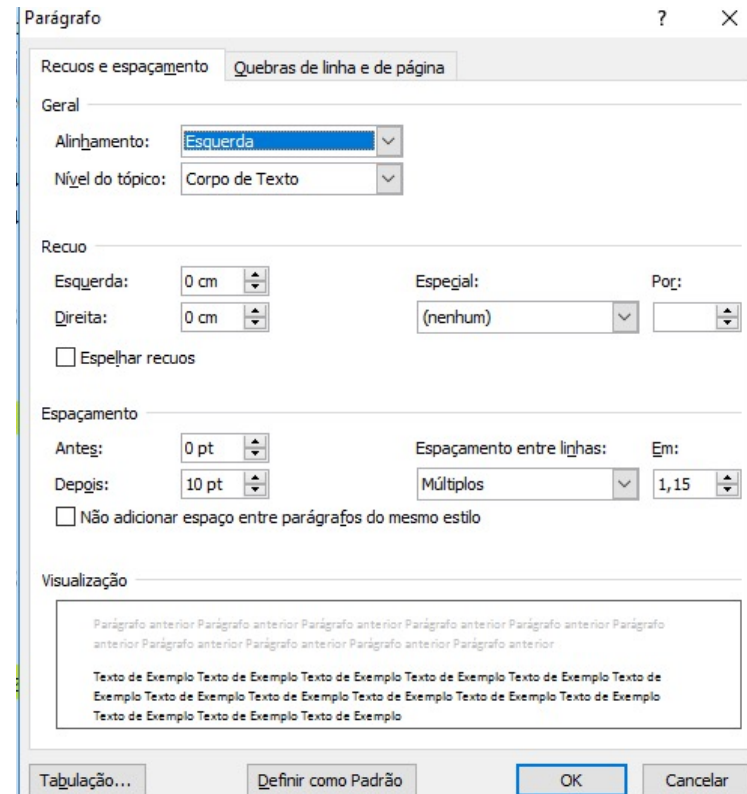 Parágrafo ? X
Recuos e espaçamento Quebras de linha e de página
Geral
Alinhamento: Esquerda
Nível do tópico: Corpo de Texto
Recuo
Esquerda: 0 cm Especial: Por:
Direita: 0 cm (nenhum)
Espelhar recuos
Espaçamento
Antes: 0 pt Espaçamento entre linhas: Em:
Depois: 10 pt Múltiplos 1,15
Não adicionar espaço entre parágrafos do mesmo estilo
Visualização
Parágrafo anterior Parágrafo anterior Parágrafo anterior Parágrafo anterior Parágrafo anterior Parágrafo
anterior Parágrafo anterior Parágrafo anterior Parágrafo anterior Parágrafo anterior
Texto de Exemplo Texto de Exemplo Texto de Exemplo Texto de Exemplo Texto de Exemplo Texto de
Exemplo Texto de Exemplo Texto de Exemplo Texto de Exemplo Texto de Exemplo Texto de Exemplo
Texto de Exemplo Texto de Exemplo Texto de Exemplo
Tabulação... Definir como Padrão OK Cancelar